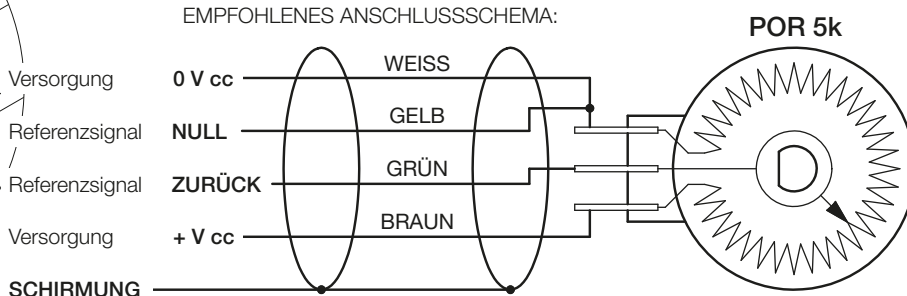 EMPFOHLENES ANSCHLUSSSCHEMA:
POR 5k
Versorgung 0 V cc WEISS
Referenzsignal NULL GELB
Referenzsignal ZURÜCK GRÜN
Versorgung + V cc BRAUN
SCHIRMUNG